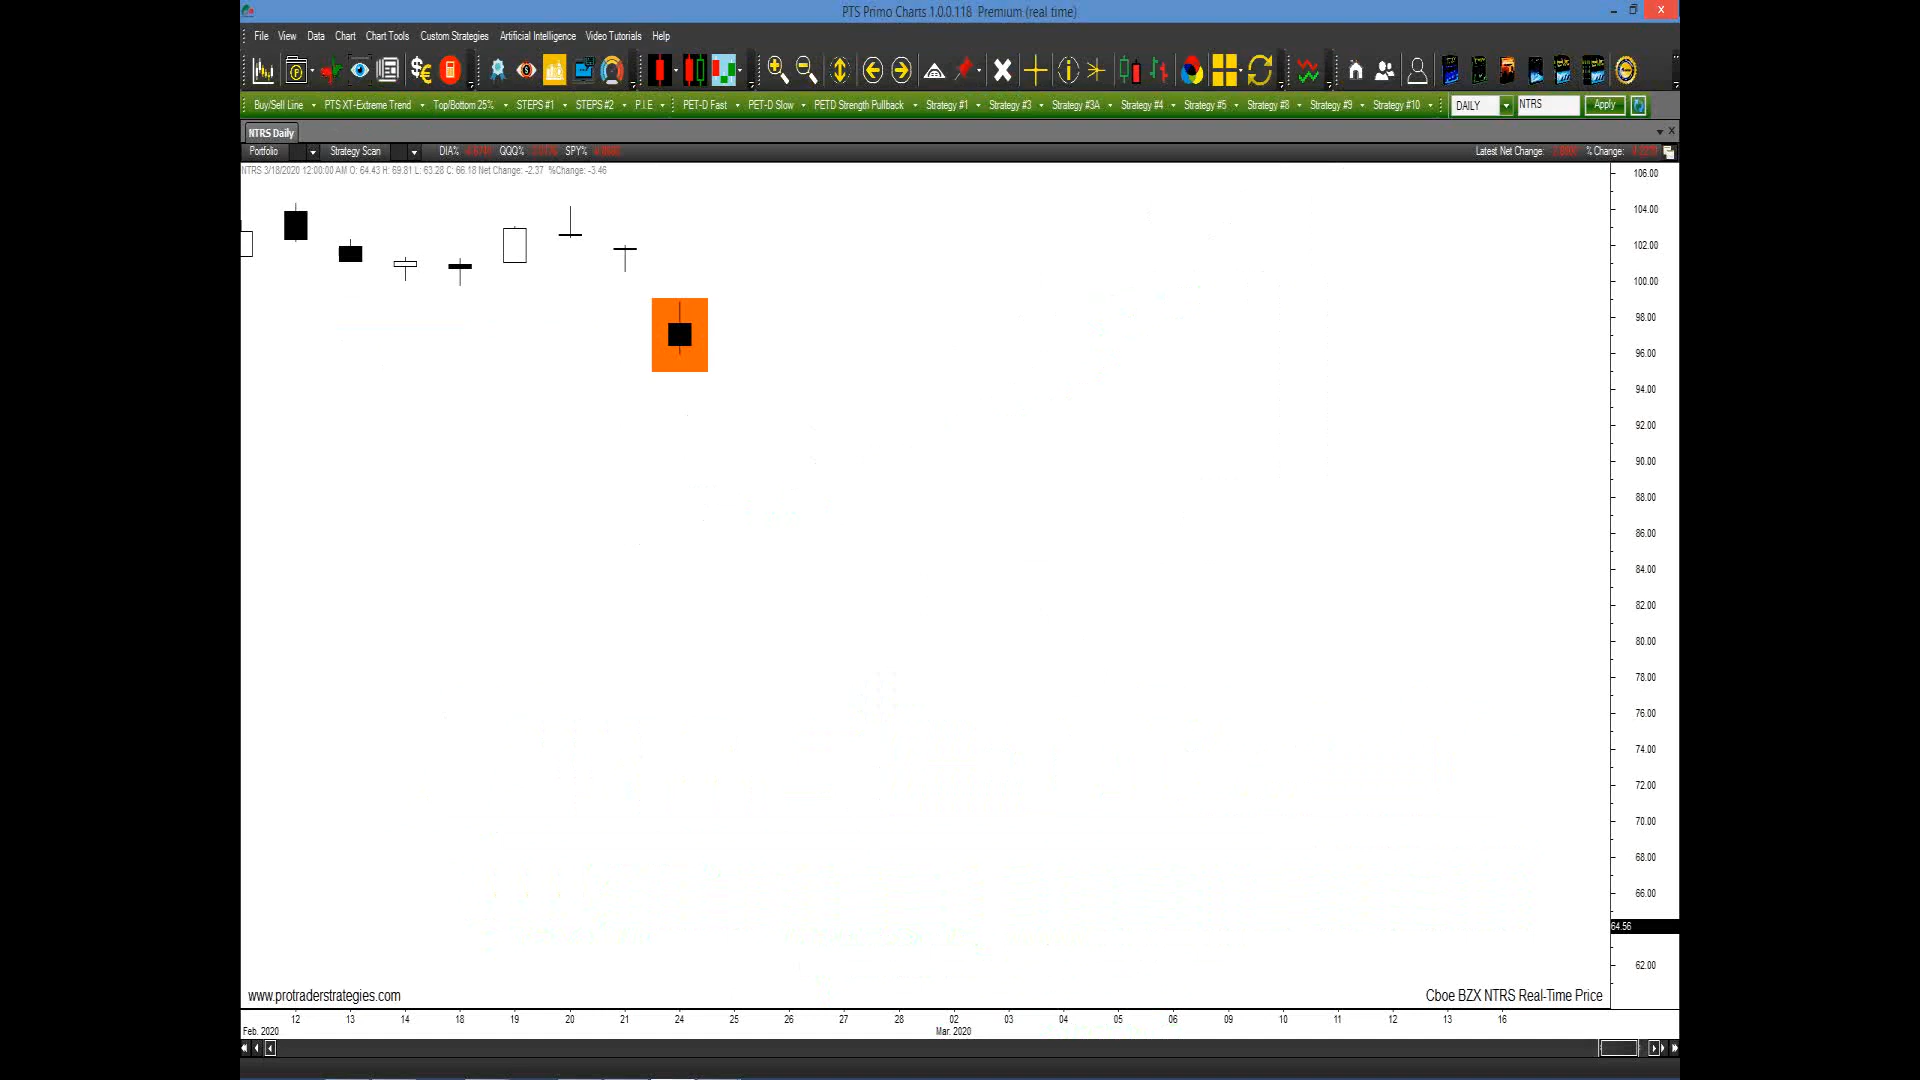 PTS Primo Charts 1.0.0.118 Premium (real time)
File View Data Chart Chart Tools Custom Strategies Artificial Intelligence Video Tutorials Help
Buy/Sell Line PTS XT-Extreme Trend Top/Bottom 25% STEPS #1 STEPS #2 P.I.E PET-D Fast PET-D Slow PETD Strength Pullback Strategy #1 Strategy #3 Strategy #3A Strategy #4 Strategy #5 Strategy #8 Strategy #9 Strategy #10 DAILY NTRS Apply
NTRS Daily
Portfolio Strategy Scan DIA% QQQ% SPY% Latest Net Change: % Change:
NTRS 3/18/2020 12:00:00 AM O: 64.43 H: 69.81 L: 63.28 C: 66.18 Net Change: -2.37 %Change: -3.46
106.00
104.00
102.00
100.00
98.00
96.00
94.00
92.00
90.00
88.00
86.00
84.00
82.00
80.00
78.00
76.00
74.00
72.00
70.00
68.00
66.00
64.56
62.00
www.protraderstrategies.com Cboe BZX NTRS Real-Time Price
12 13 14 18 19 20 21 24 25 26 27 28 02 03 04 05 06 09 10 11 12 13 16
Feb. 2020 Mar. 2020